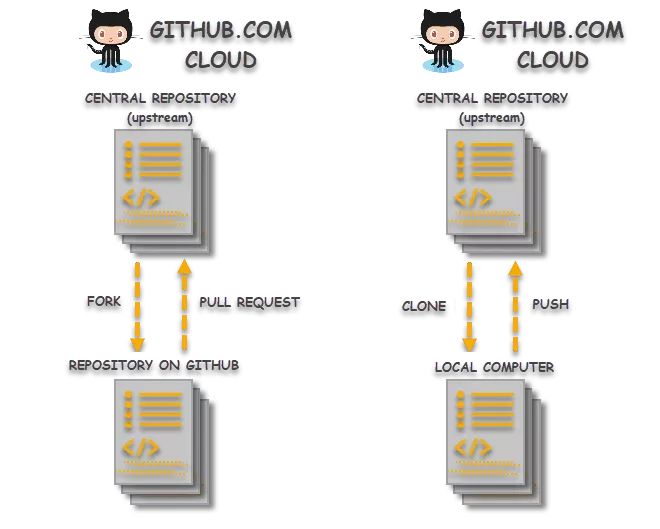 GITHUB.COM
CLOUD
CENTRAL REPOSITORY
(upstream)
</>
FORK
PULL REQUEST
REPOSITORY ON GITHUB
</>
GITHUB.COM
CLOUD
CENTRAL REPOSITORY
(upstream)
</>
CLONE
PUSH
LOCAL COMPUTER
</>